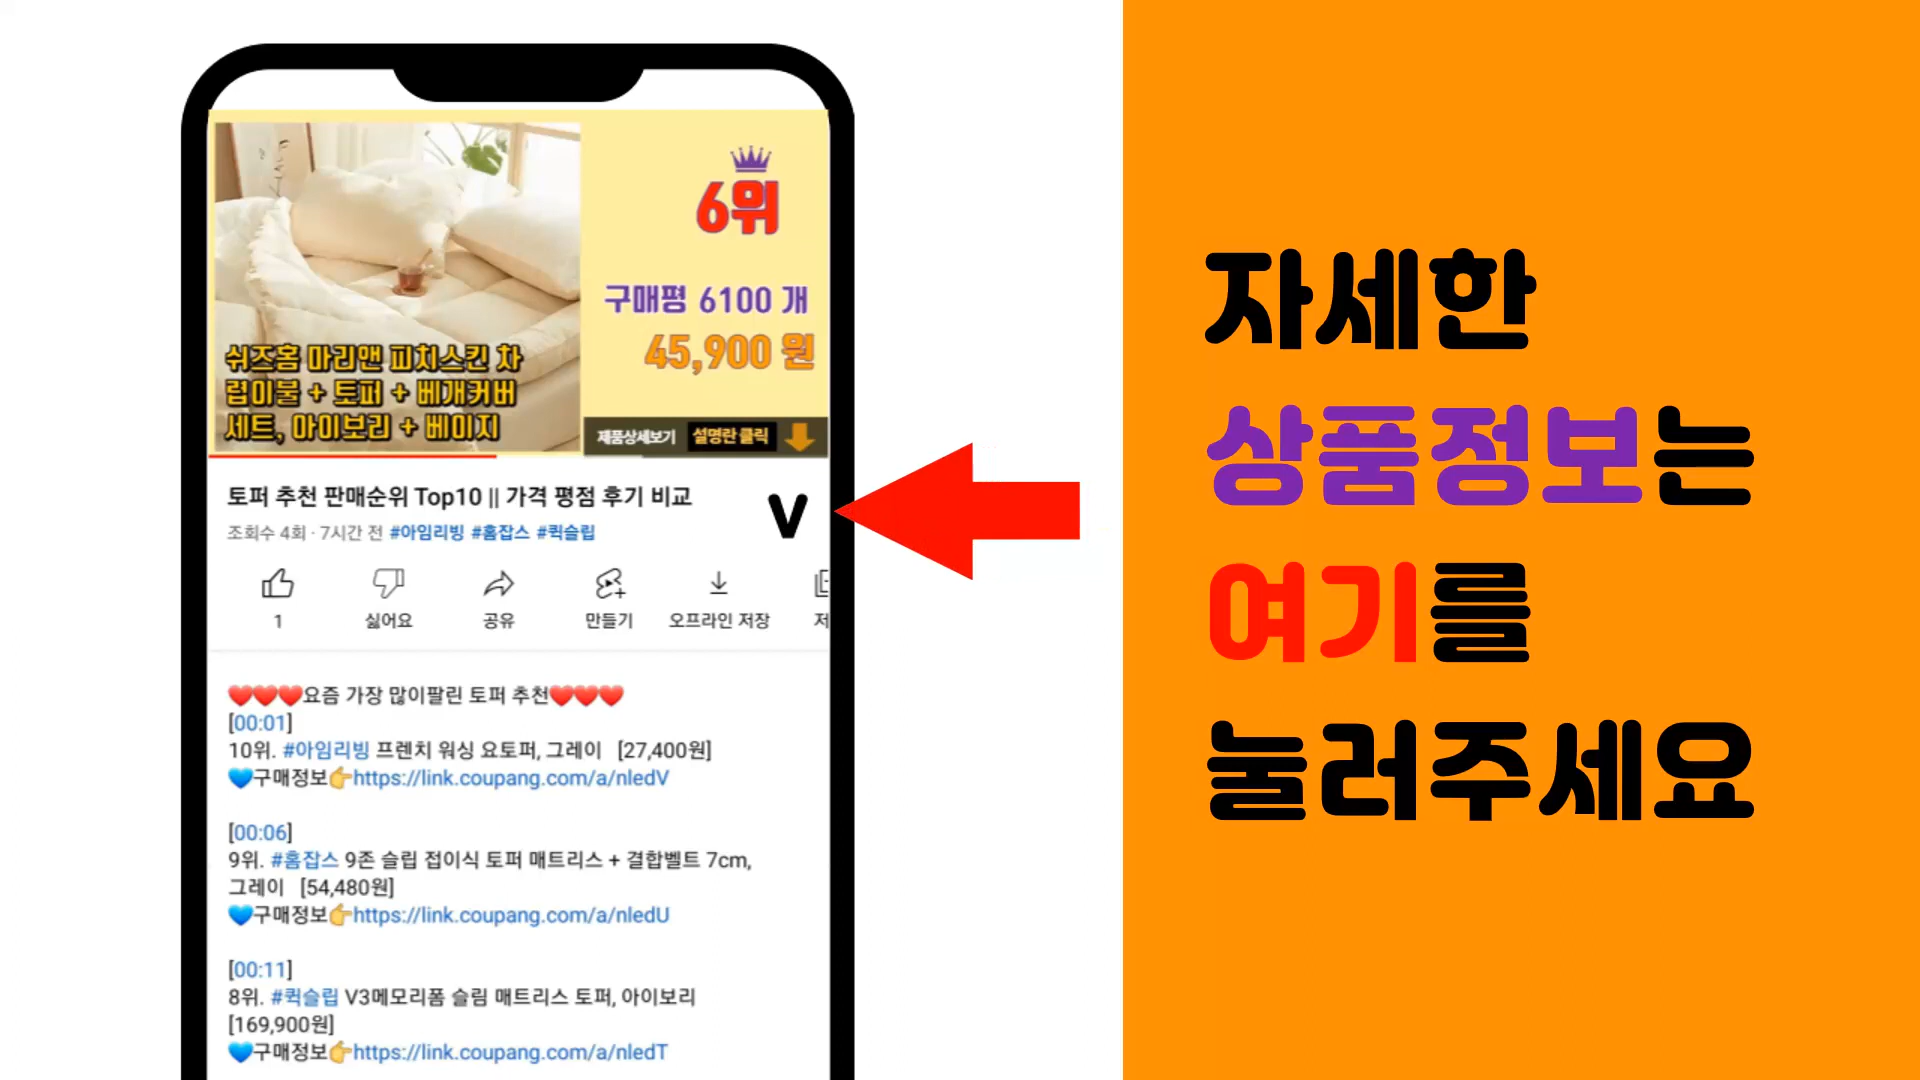 6위
구매평 6100 개
45,900 원
쉬즈홈 마리앤 피치스킨 차
렵이불 + 토퍼 + 베개커버
세트, 아이보리 + 베이지
제품상세보기 설명란 클릭
토퍼 추천 판매순위 Top10 || 가격 평점 후기 비교
V
조회수 4회 · 7시간 전 #아임리빙 #홈잡스 #퀵슬립
1 싫어요 공유 만들기 오프라인 저장 저
❤️❤️❤️요즘 가장 많이팔린 토퍼 추천❤️❤️❤️
[00:01]
10위. #아임리빙 프렌치 워싱 요토퍼, 그레이 [27,400원]
💙구매정보👉https://link.coupang.com/a/nledV
[00:06]
9위. #홈잡스 9존 슬립 접이식 토퍼 매트리스 + 결합벨트 7cm,
그레이 [54,480원]
💙구매정보👉https://link.coupang.com/a/nledU
[00:11]
8위. #퀵슬립 V3메모리폼 슬림 매트리스 토퍼, 아이보리
[169,900원]
💙구매정보👉https://link.coupang.com/a/nledT
자세한
상품정보는
여기를
눌러주세요